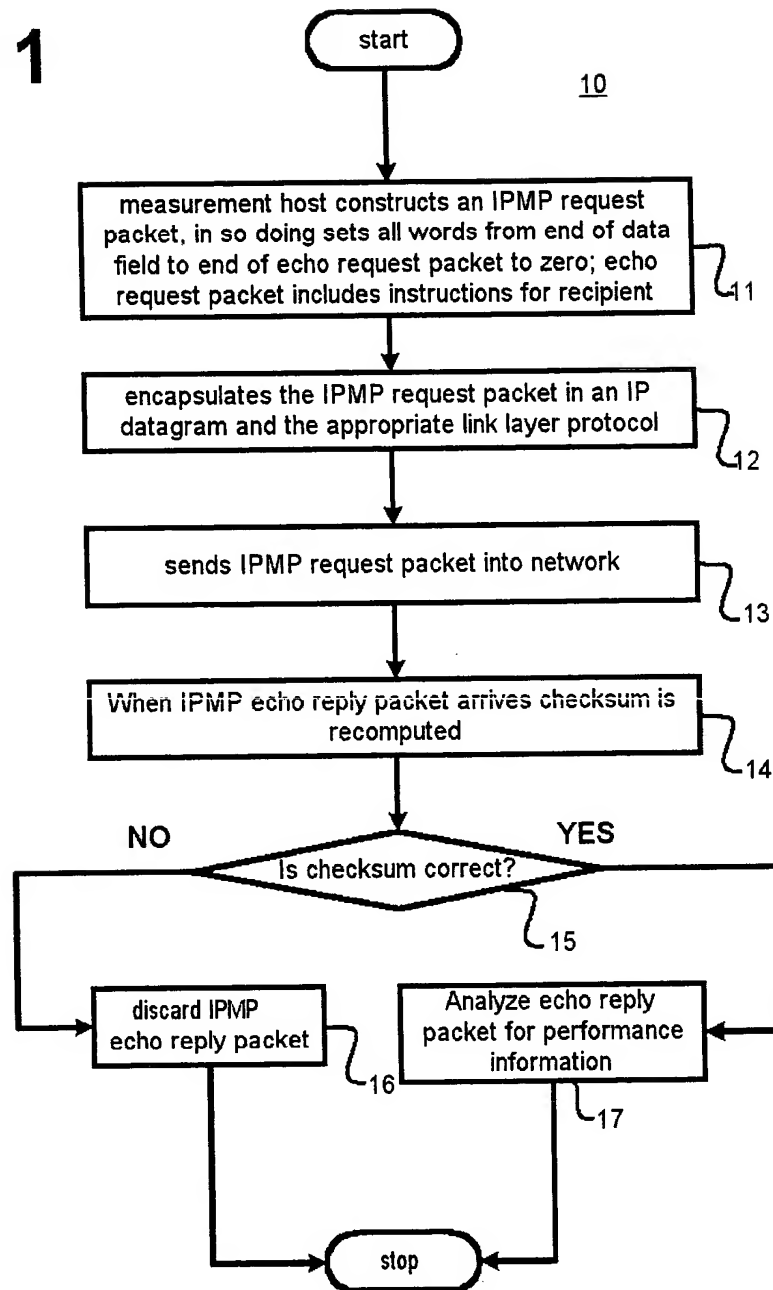 1
start
10
measurement host constructs an IPMP request
packet, in so doing sets all words from end of data
field to end of echo request packet to zero; echo
request packet includes instructions for recipient
11
encapsulates the IPMP request packet in an IP
datagram and the appropriate link layer protocol
12
sends IPMP request packet into network
13
When IPMP echo reply packet arrives checksum is
recomputed
14
NO
YES
Is checksum correct?
15
discard IPMP
echo reply packet
16
Analyze echo reply
packet for performance
information
17
stop